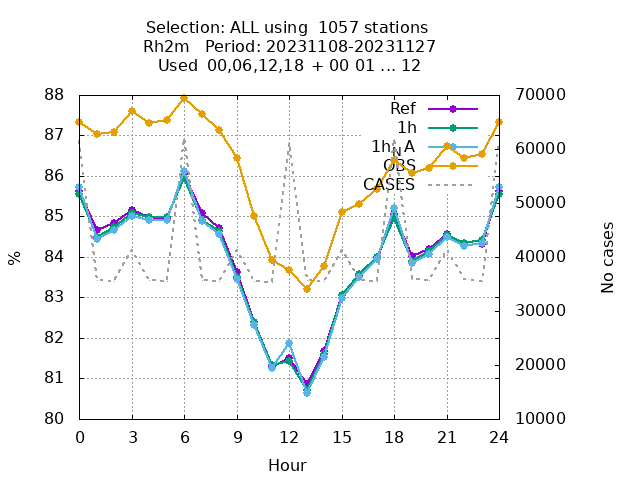 Selection: ALL using  1057 stations
Rh2m   Period: 20231108-20231127
Used  00,06,12,18  + 00 01 ... 12
88
87
86
85
84
83
82
81
80
%
70000
60000
50000
40000
30000
20000
10000
No cases
Ref
1h
1h_NA
OBS
CASES
0 3 6 9 12 15 18 21 24
Hour